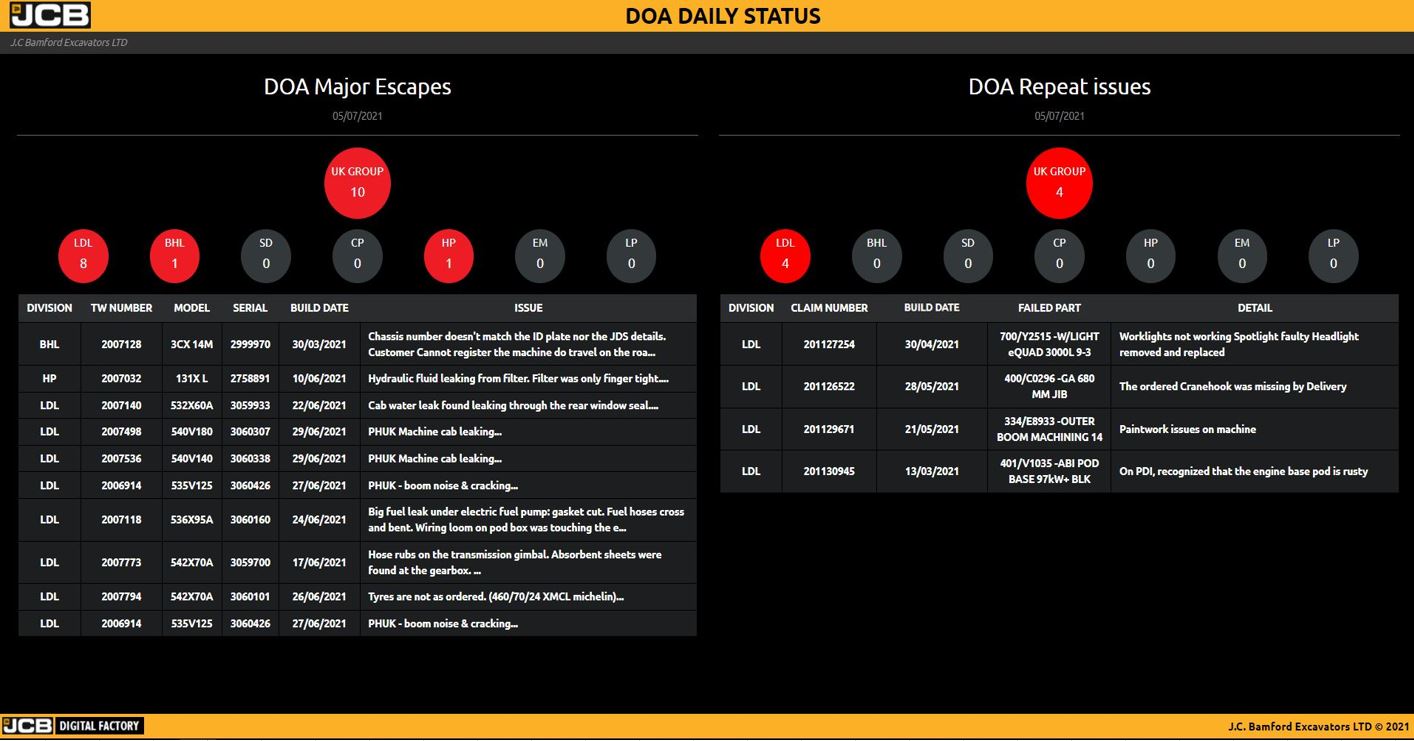 JCB
DOA DAILY STATUS
J.C Bamford Excavators LTD
DOA Major Escapes
05/07/2021
UK GROUP
10
LDL BHL SD CP HP EM LP
8 1 0 0 1 0 0
DIVISION TW NUMBER MODEL SERIAL BUILD DATE ISSUE
BHL 2007128 3CX 14M 2999970 30/03/2021 Chassis number doesn't match the ID plate nor the JDS details.
Customer Cannot register the machine do travel on the roa...
HP 2007032 131X L 2758891 10/06/2021 Hydraulic fluid leaking from filter. Filter was only finger tight....
LDL 2007140 532X60A 3059933 22/06/2021 Cab water leak found leaking through the rear window seal....
LDL 2007498 540V180 3060307 29/06/2021 PHUK Machine cab leaking...
LDL 2007536 540V140 3060338 29/06/2021 PHUK Machine cab leaking...
LDL 2006914 535V125 3060426 27/06/2021 PHUK - boom noise & cracking...
LDL 2007118 536X95A 3060160 24/06/2021 Big fuel leak under electric fuel pump: gasket cut. Fuel hoses cross
and bent. Wiring loom on pod box was touching the e...
LDL 2007773 542X70A 3059700 17/06/2021 Hose rubs on the transmission gimbal. Absorbent sheets were
found at the gearbox. ...
LDL 2007794 542X70A 3060101 26/06/2021 Tyres are not as ordered. (460/70/24 XMCL michelin)...
LDL 2006914 535V125 3060426 27/06/2021 PHUK - boom noise & cracking...
DOA Repeat issues
05/07/2021
UK GROUP
4
LDL BHL SD CP HP EM LP
4 0 0 0 0 0 0
DIVISION CLAIM NUMBER BUILD DATE FAILED PART DETAIL
LDL 201127254 30/04/2021 700/Y2515 -W/LIGHT Worklights not working Spotlight faulty Headlight
eQUAD 3000L 9-3 removed and replaced
LDL 201126522 28/05/2021 400/C0296 -GA 680 The ordered Cranehook was missing by Delivery
MM JIB
LDL 201129671 21/05/2021 334/E8933 -OUTER Paintwork issues on machine
BOOM MACHINING 14
LDL 201130945 13/03/2021 401/V1035 -ABI POD On PDI, recognized that the engine base pod is rusty
BASE 97kW+ BLK
JCB DIGITAL FACTORY
J.C. Bamford Excavators LTD © 2021